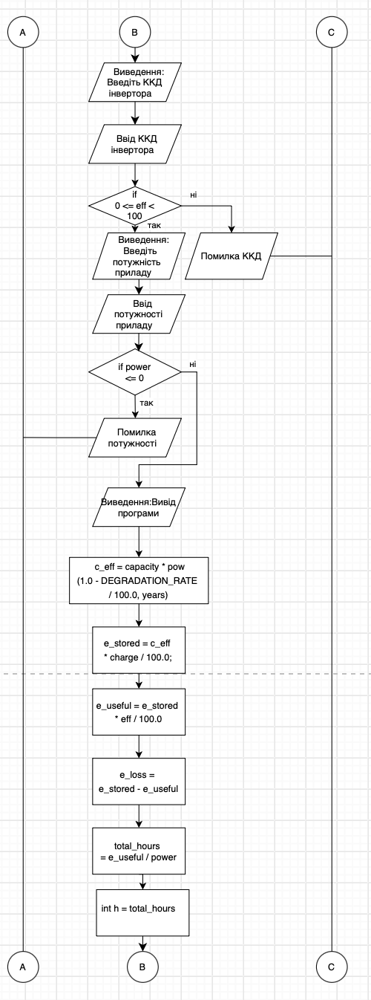 A
B
C
Виведення:
Введіть ККД
інвертора
Ввід ККД
інвертора
if
0 <= eff <
100
ні
так
Виведення:
Введіть
потужність
приладу
Помилка ККД
Ввід
потужності
приладу
if power
<= 0
ні
так
Помилка
потужності
Виведення:Вивід
програми
c_eff = capacity * pow
(1.0 - DEGRADATION_RATE
/ 100.0, years)
e_stored = c_eff
* charge / 100.0;
e_useful = e_stored
* eff / 100.0
e_loss =
e_stored - e_useful
total_hours
= e_useful / power
int h = total_hours
A
B
C